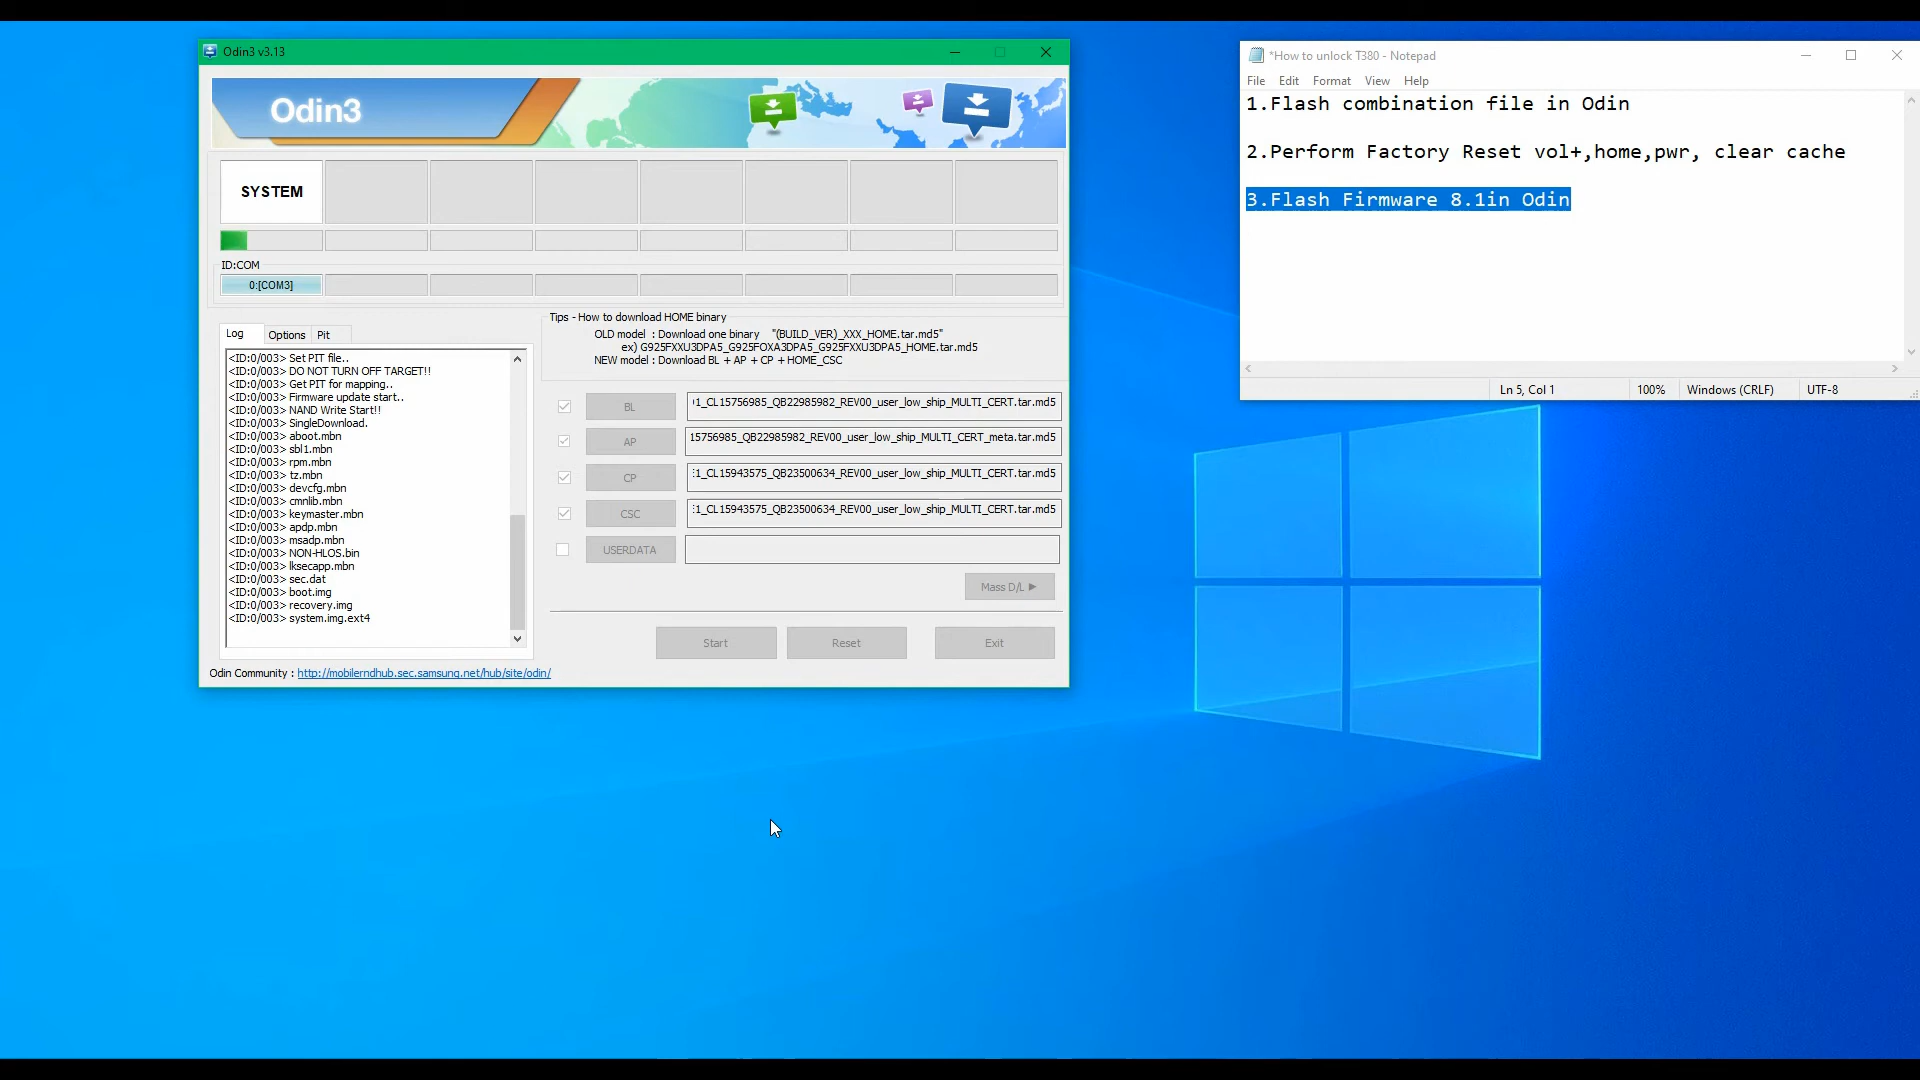 Odin3 v3.13
Odin3
SYSTEM
ID:COM
0:[COM3]
Log
Options
Pit
<ID:0/003> Set PIT file..
<ID:0/003> DO NOT TURN OFF TARGET!!
<ID:0/003> Get PIT for mapping..
<ID:0/003> Firmware update start..
<ID:0/003> NAND Write Start!!
<ID:0/003> SingleDownload.
<ID:0/003> aboot.mbn
<ID:0/003> sbl1.mbn
<ID:0/003> rpm.mbn
<ID:0/003> tz.mbn
<ID:0/003> devcfg.mbn
<ID:0/003> cmnlib.mbn
<ID:0/003> keymaster.mbn
<ID:0/003> apdp.mbn
<ID:0/003> msadp.mbn
<ID:0/003> NON-HLOS.bin
<ID:0/003> lksecapp.mbn
<ID:0/003> sec.dat
<ID:0/003> boot.img
<ID:0/003> recovery.img
<ID:0/003> system.img.ext4
Tips - How to download HOME binary
OLD model : Download one binary "(BUILD_VER)_XXX_HOME.tar.md5"
ex) G925FXXU3DPA5_G925FOXA3DPA5_G925FXXU3DPA5_HOME.tar.md5
NEW model : Download BL + AP + CP + HOME_CSC
BL
1_CL15756985_QB22985982_REV00_user_low_ship_MULTI_CERT.tar.md5
AP
15756985_QB22985982_REV00_user_low_ship_MULTI_CERT_meta.tar.md5
CP
1_CL15943575_QB23500634_REV00_user_low_ship_MULTI_CERT.tar.md5
CSC
1_CL15943575_QB23500634_REV00_user_low_ship_MULTI_CERT.tar.md5
USERDATA
Mass D/L ►
Start
Reset
Exit
Odin Community : http://mobilerndhub.sec.samsung.net/hub/site/odin/
*How to unlock T380 - Notepad
File Edit Format View Help
1.Flash combination file in Odin
2.Perform Factory Reset vol+,home,pwr, clear cache
3.Flash Firmware 8.1in Odin
Ln 5, Col 1
100%
Windows (CRLF)
UTF-8